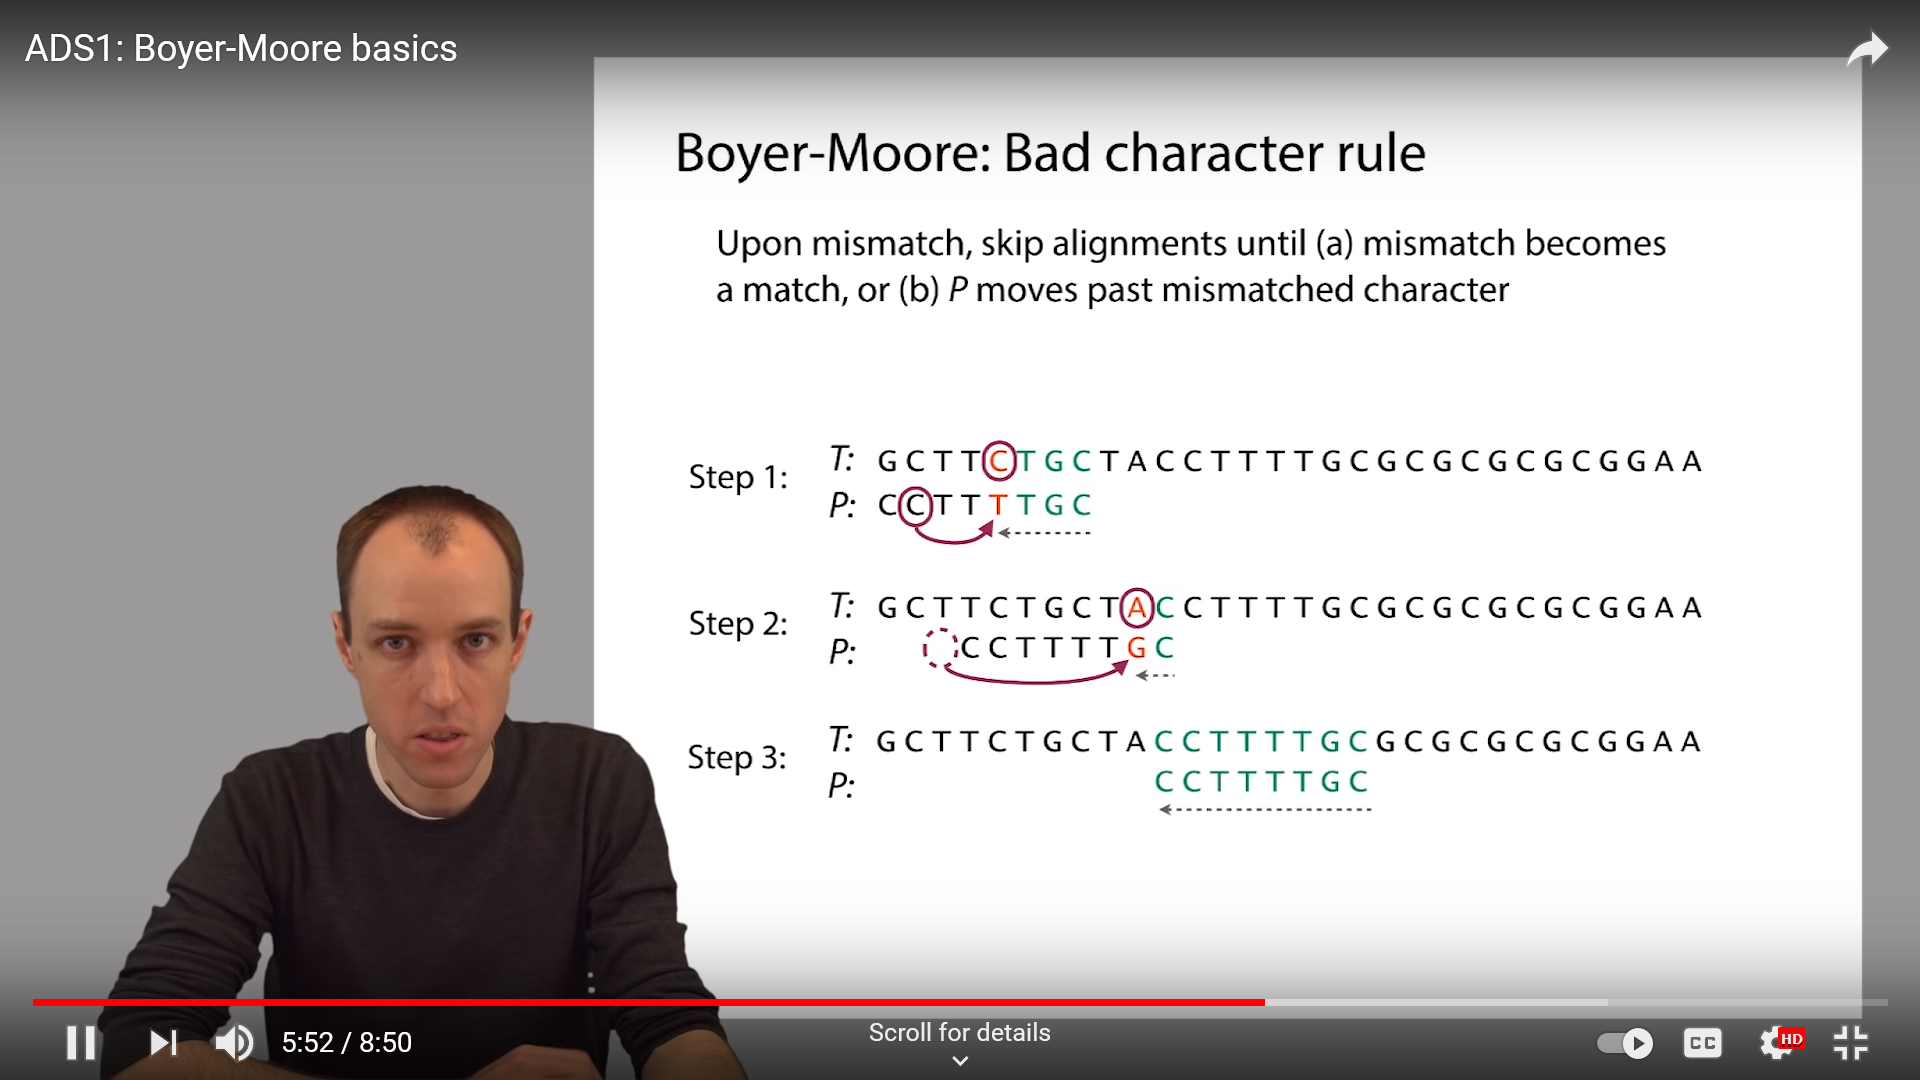 ADS1: Boyer-Moore basics
Boyer-Moore: Bad character rule
Upon mismatch, skip alignments until (a) mismatch becomes
a match, or (b) P moves past mismatched character
Step 1:
T: G C T T C T G C T A C C T T T T G C G C G C G C G C G G A A
P: C C T T T T G C
Step 2:
T: G C T T C T G C T A C C T T T T G C G C G C G C G C G G A A
P: C C T T T T G C
Step 3:
T: G C T T C T G C T A C C T T T T G C G C G C G C G C G G A A
P: C C T T T T G C
5:52 / 8:50
Scroll for details
CC
HD